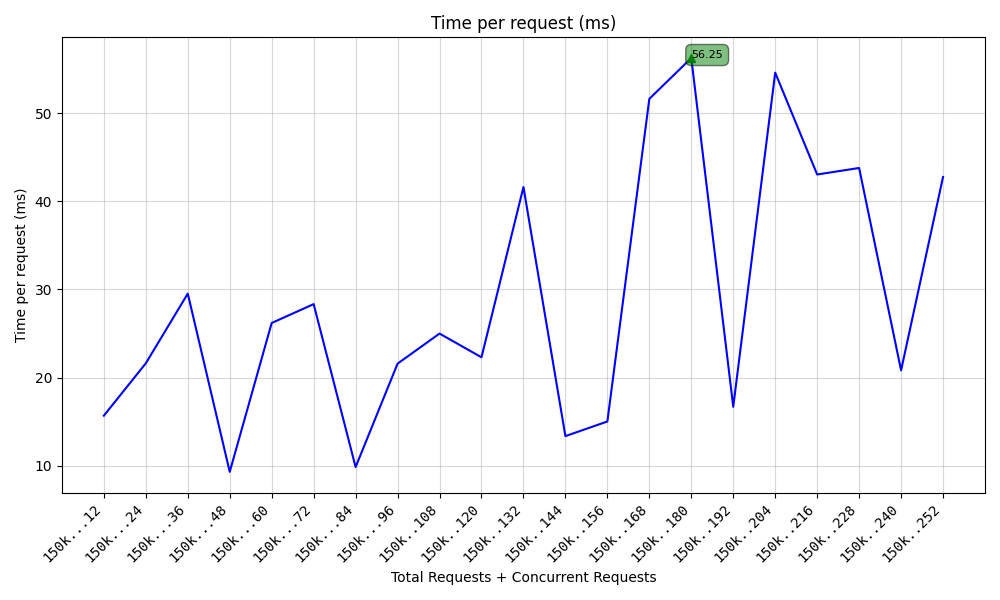 Time per request (ms)
56.25
Time per request (ms)
50
40
30
20
10
150k...12
150k...24
150k...36
150k...48
150k...60
150k...72
150k...84
150k...96
150k..108
150k..120
150k..132
150k..144
150k..156
150k..168
150k..180
150k..192
150k..204
150k..216
150k..228
150k..240
150k..252
Total Requests + Concurrent Requests